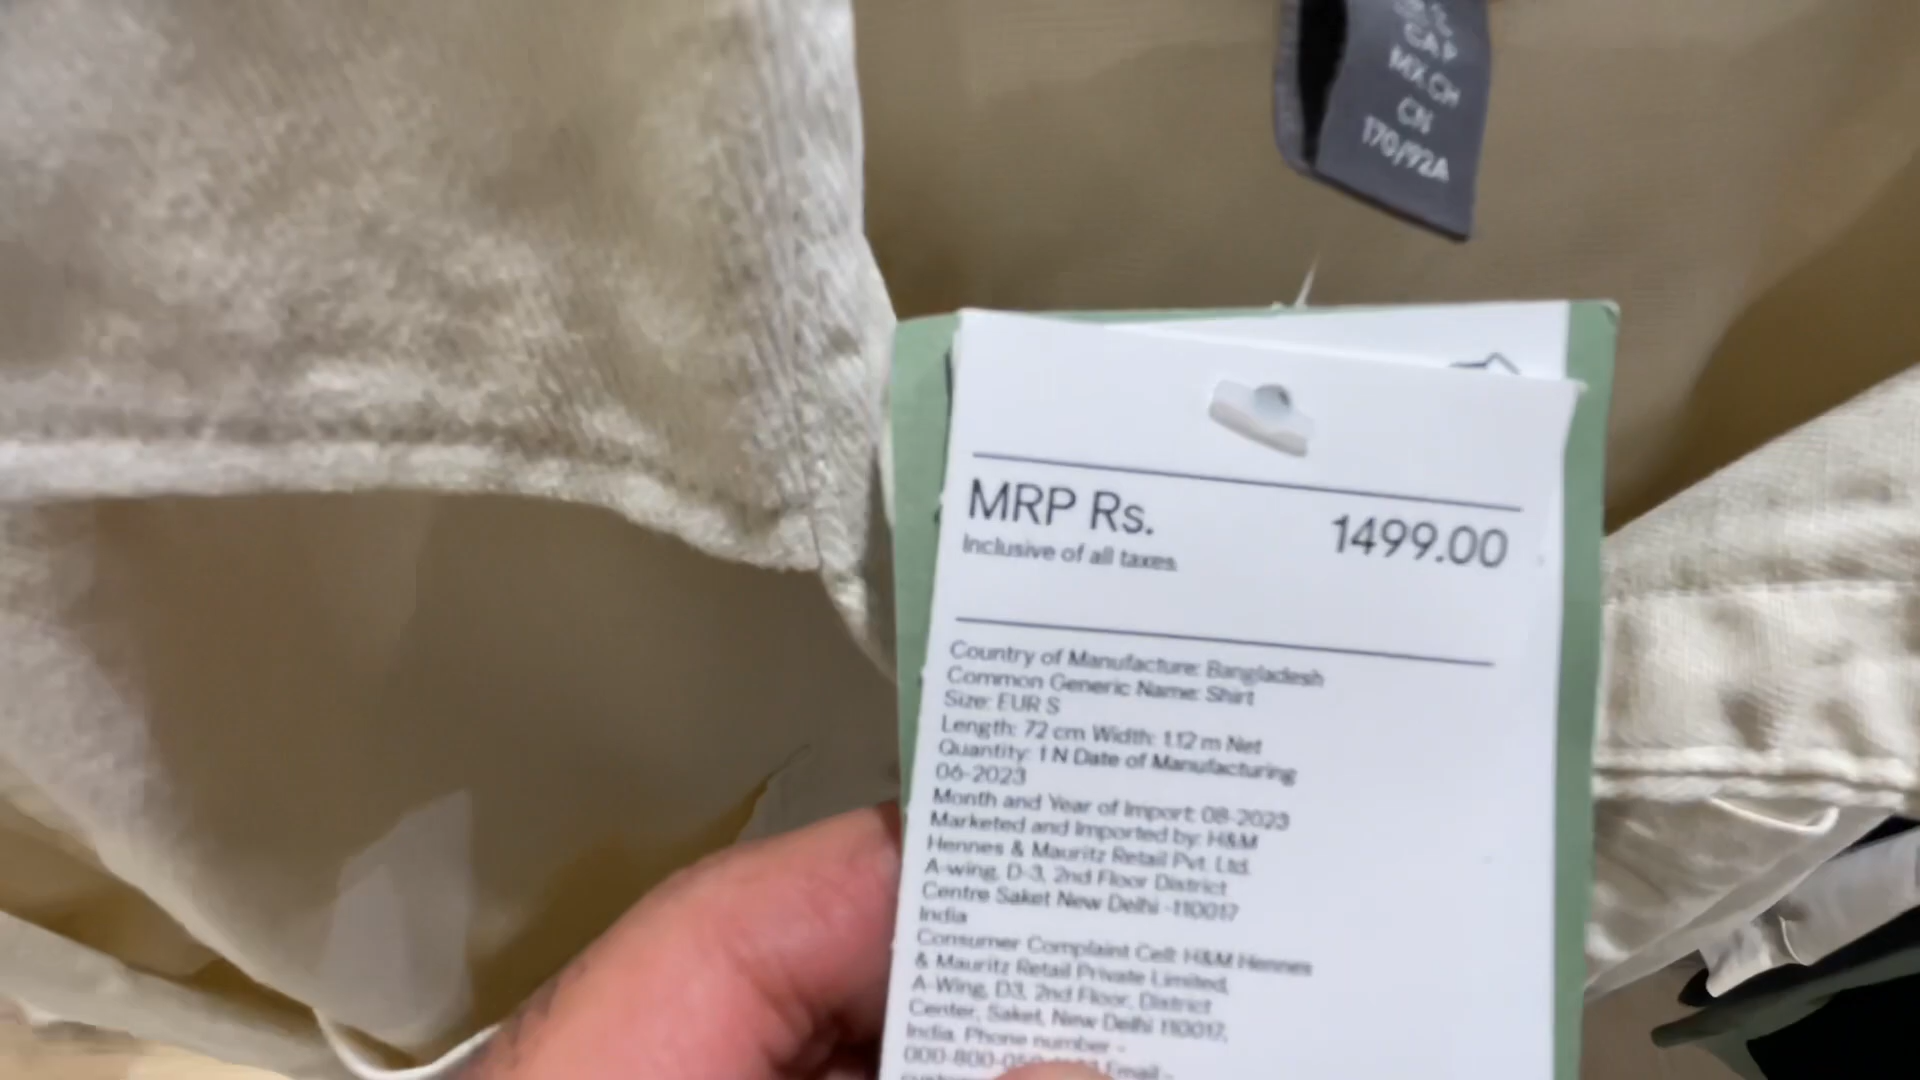 CA P
MX CH
CN
170/92A
MRP Rs. 1499.00
Inclusive of all taxes.
Country of Manufacture: Bangladesh
Common Generic Name: Shirt
Size: EUR S
Length: 72 cm Width: 1.12 m Net
Quantity: 1 N Date of Manufacturing
06-2023
Month and Year of Import: 08-2023
Marketed and Imported by: H&M
Hennes & Mauritz Retail Pvt. Ltd.
A-wing, D-3, 2nd Floor District
Centre Saket New Delhi -110017
India
Consumer Complaint Cell: H&M Hennes
& Mauritz Retail Private Limited,
A-Wing, D3, 2nd Floor, District
Center, Saket, New Delhi 110017,
India. Phone number -
000-800-050 Email -